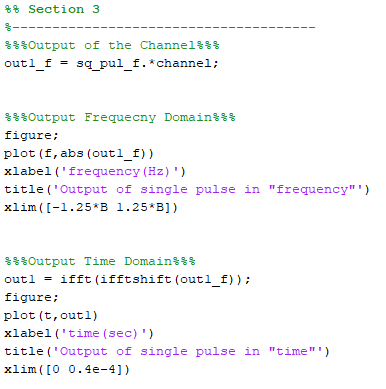 %% Section 3
%--------------------------------------
%%%Output of the Channel%%%
out1_f = sq_pul_f.*channel;
%%%Output Frequecny Domain%%%
figure;
plot(f,abs(out1_f))
xlabel('frequency(Hz)')
title('Output of single pulse in "frequency"')
xlim([-1.25*B 1.25*B])
%%%Output Time Domain%%%
out1 = ifft(ifftshift(out1_f));
figure;
plot(t,out1)
xlabel('time(sec)')
title('Output of single pulse in "time"')
xlim([0 0.4e-4])